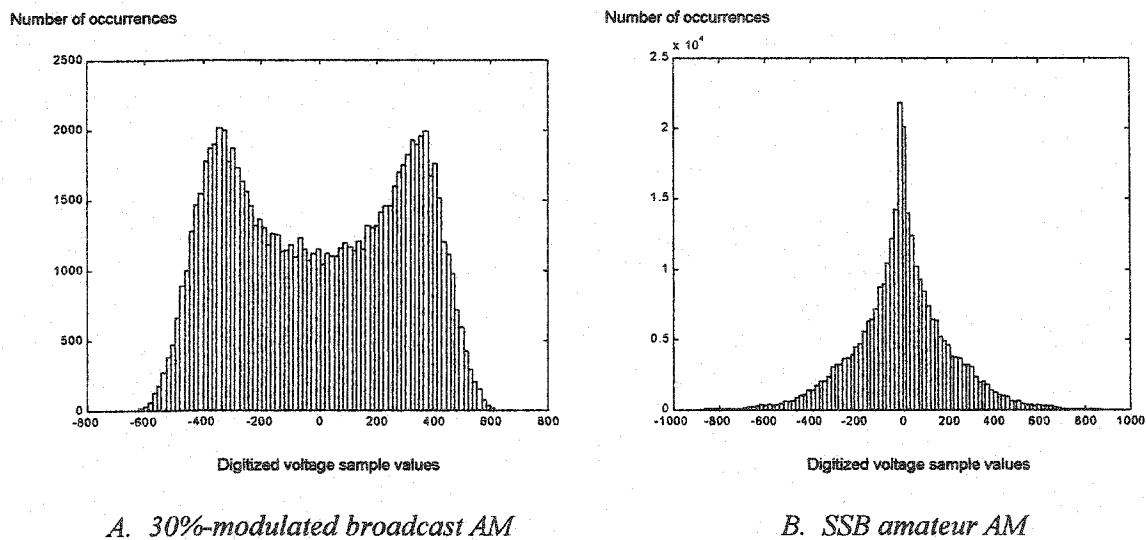 Number of occurrences
2500
2000
1500
1000
500
0
-800 -600 -400 -200 0 200 400 600 800
Digitized voltage sample values
A. 30%-modulated broadcast AM
Number of occurrences
x 10^4
2.5
2
1.5
1
0.5
0
-1000 -800 -600 -400 -200 0 200 400 600 800 1000
Digitized voltage sample values
B. SSB amateur AM